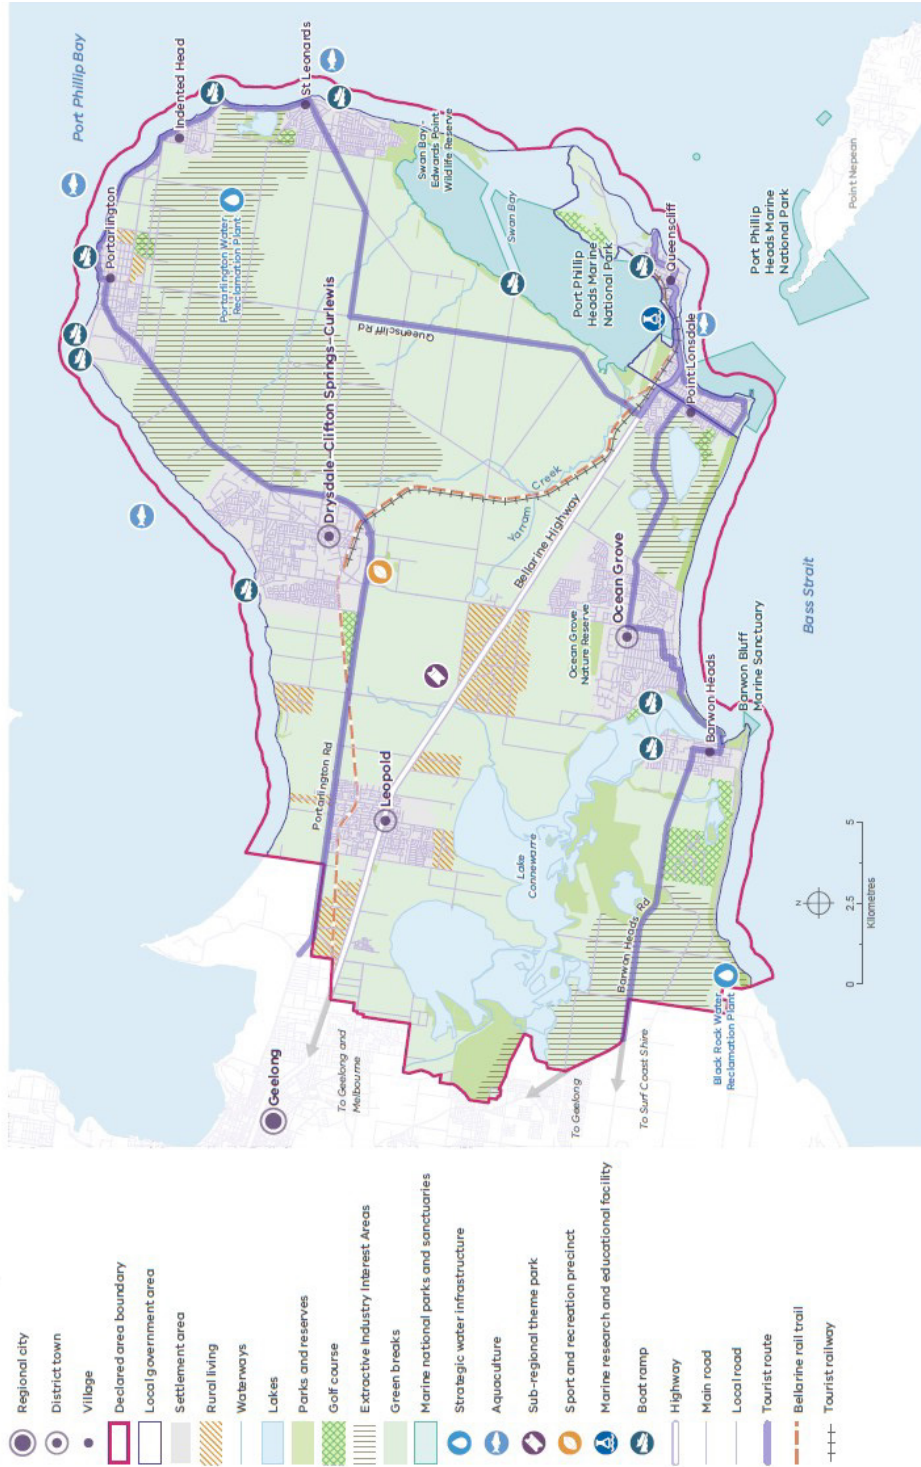 Regional city
District town
Village
Declared area boundary
Local government area
Settlement area
Rural living
Waterways
Lakes
Parks and reserves
Golf course
Extractive Industry Interest Areas
Green breaks
Marine national parks and sanctuaries
Strategic water infrastructure
Aquaculture
Sub-regional theme park
Sport and recreation precinct
Marine research and educational facility
Boat ramp
Highway
Main road
Local road
Tourist route
Bellarine rail trail
Tourist railway
Port Phillip Bay
Indented Head
St Leonards
Portarlington
Portarlington Water
Reclamation Plant
Swan Bay -
Edwards Point
Wildlife Reserve
Swan Bay
Port Phillip
Heads Marine
National Park
Queenscliff
Port Phillip
Heads Marine
National Park
Point Nepean
Drysdale–Clifton Springs–Curlewis
Queenscliff Rd
Point Lonsdale
Yarram Creek
Bellarine Highway
Ocean Grove
Ocean Grove
Nature Reserve
Bass Strait
Barwon Heads
Barwon Bluff
Marine Sanctuary
Portarlington Rd
Leopold
Lake
Connewarre
Barwon Heads Rd
Black Rock Water
Reclamation Plant
Geelong
To Geelong and
Melbourne
To Geelong
To Surf Coast Shire
N
0 2.5 5
Kilometres